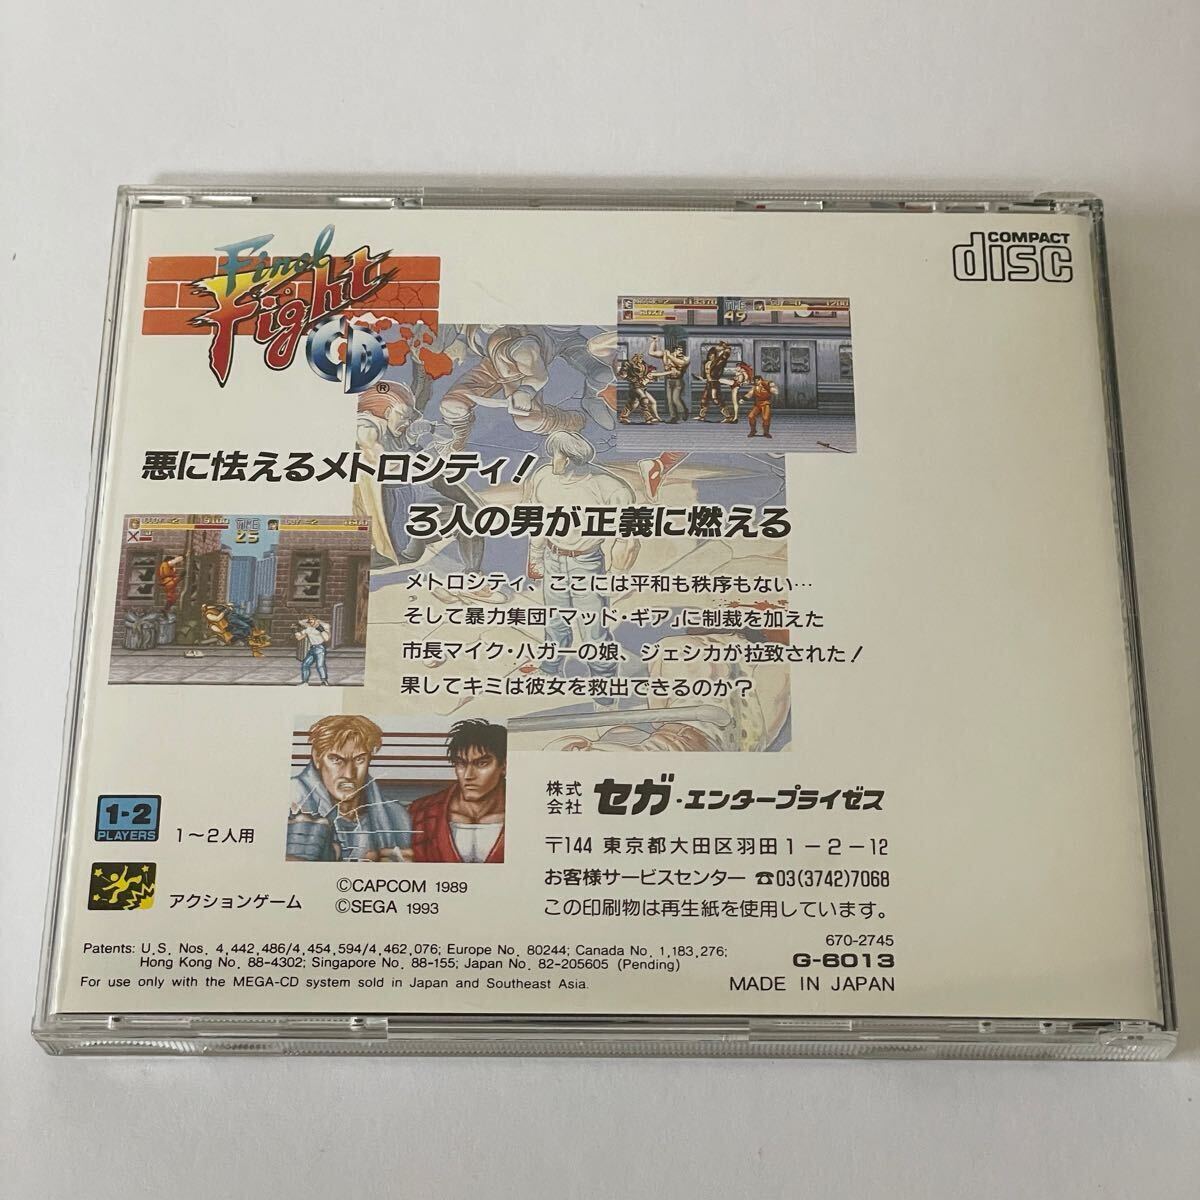 Final
Fight
CD
®
COMPACT
disc
TIME
49
悪に怯えるメトロシティ!
3人の男が正義に燃える
TIME
25
メトロシティ、ここには平和も秩序もない…
そして暴力集団「マッド・ギア」に制裁を加えた
市長マイク・ハガーの娘、ジェシカが拉致された!
果してキミは彼女を救出できるのか?
1-2
PLAYERS
1〜2人用
アクションゲーム
©CAPCOM 1989
©SEGA 1993
株式会社 セガ・エンタープライゼス
〒144 東京都大田区羽田1-2-12
お客様サービスセンター ☎03(3742)7068
この印刷物は再生紙を使用しています。
Patents: U.S. Nos. 4,442,486/4,454,594/4,462,076; Europe No. 80244; Canada No. 1,183,276;
Hong Kong No. 88-4302; Singapore No. 88-155; Japan No. 82-205605 (Pending)
For use only with the MEGA-CD system sold in Japan and Southeast Asia.
670-2745
G-6013
MADE IN JAPAN